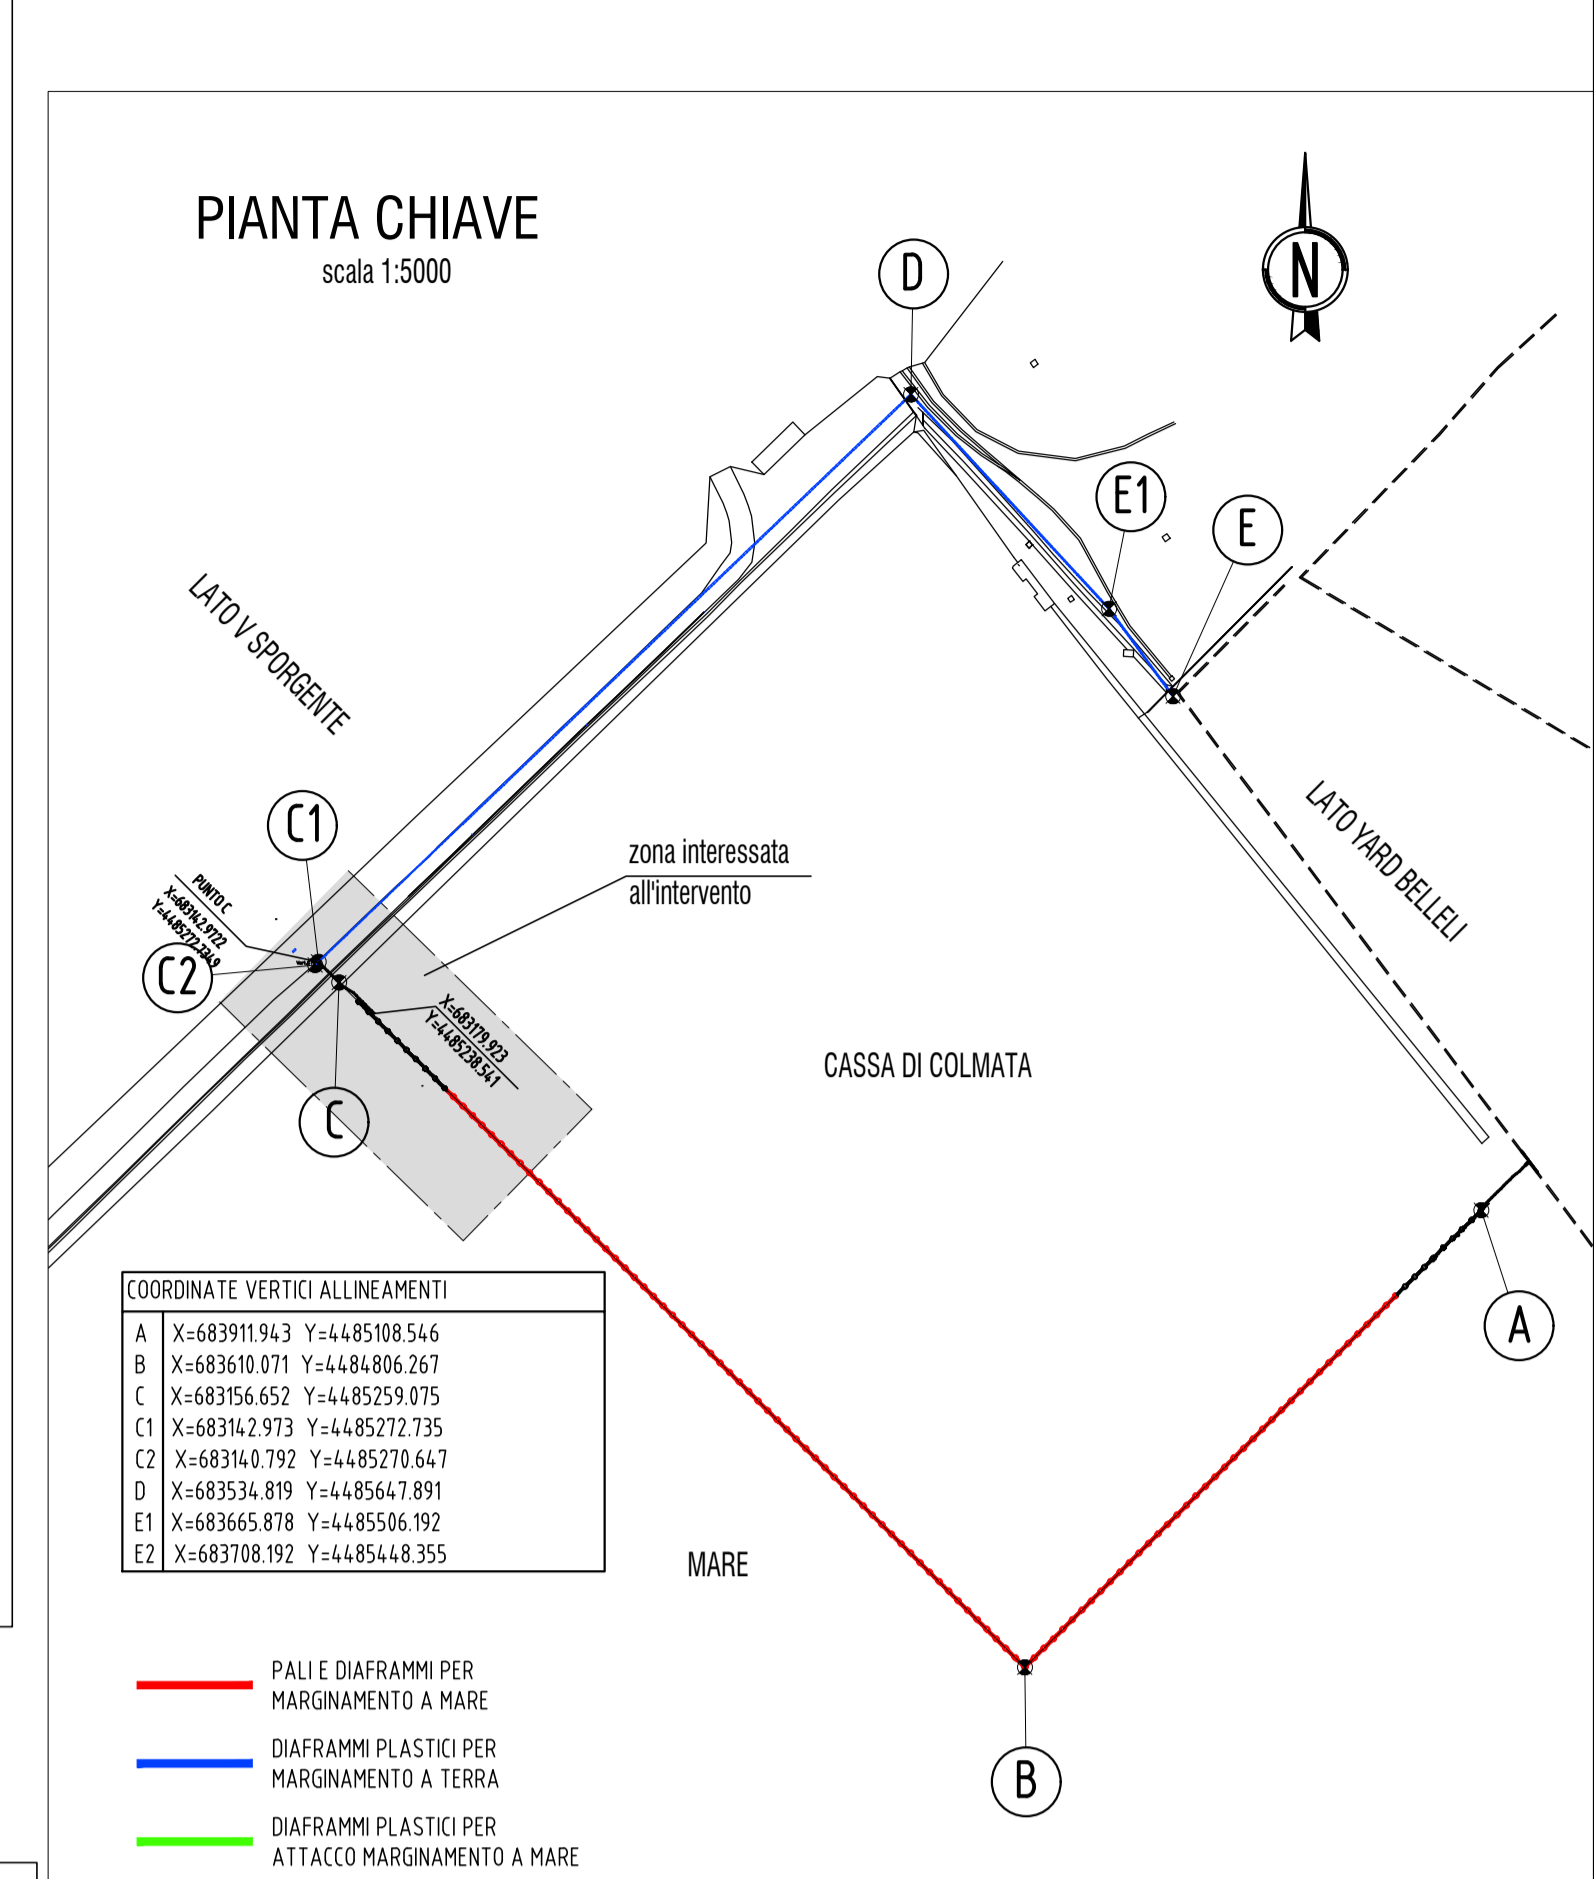 PIANTA CHIAVE
scala 1:5000
N
D
E1
E
LATO V SPORGENTE
LATO YARD BELLELI
C1
PUNTO C
X=683142.9722
Y=4485272.7349
C2
C
zona interessata
all'intervento
X=683179.923
Y=4485238.541
CASSA DI COLMATA
A
COORDINATE VERTICI ALLINEAMENTI
A X=683911.943 Y=4485108.546
B X=683610.071 Y=4484806.267
C X=683156.652 Y=4485259.075
C1 X=683142.973 Y=4485272.735
C2 X=683140.792 Y=4485270.647
D X=683534.819 Y=4485647.891
E1 X=683665.878 Y=4485506.192
E2 X=683708.192 Y=4485448.355
MARE
B
PALI E DIAFRAMMI PER
MARGINAMENTO A MARE
DIAFRAMMI PLASTICI PER
MARGINAMENTO A TERRA
DIAFRAMMI PLASTICI PER
ATTACCO MARGINAMENTO A MARE